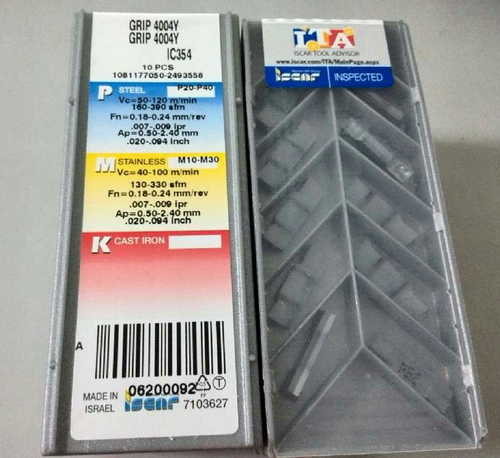 GRIP 4004Y
GRIP 4004Y
IC354
10 PCS
1081177050-2493558
P STEEL P20-P40
Vc=50-120 m/min
160-390 sfm
Fn=0.18-0.24 mm/rev
.007-.009 ipr
Ap=0.50-2.40 mm
.020-.094 inch
M STAINLESS M10-M30
Vc=40-100 m/min
130-330 sfm
Fn=0.18-0.24 mm/rev
.007-.009 ipr
Ap=0.50-2.40 mm
.020-.094 inch
K CAST IRON
A
06200092
PP
T
MADE IN
ISRAEL
iscar
7103627
ITA
ISCAR TOOL ADVISOR
www.iscar.com/ITA/MainPage.aspx
iscar
INSPECTED